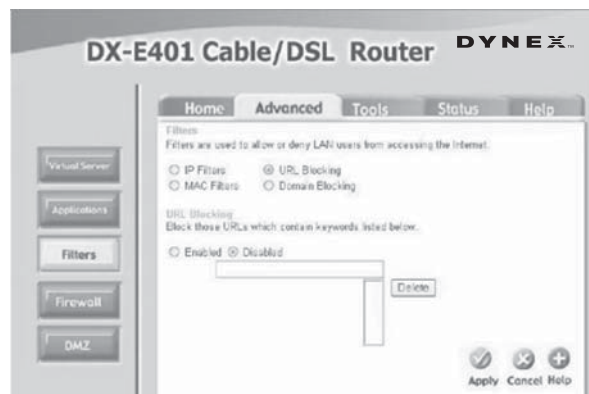 DX-E401 Cable/DSL Router
DYNEX™
Home Advanced Tools Status Help
Filters
Filters are used to allow or deny LAN users from accessing the Internet.
IP Filters URL Blocking
MAC Filters Domain Blocking
URL Blocking
Block those URLs which contain keywords listed below.
Enabled Disabled
Delete
Apply Cancel Help
Virtual Server
Applications
Filters
Firewall
DMZ